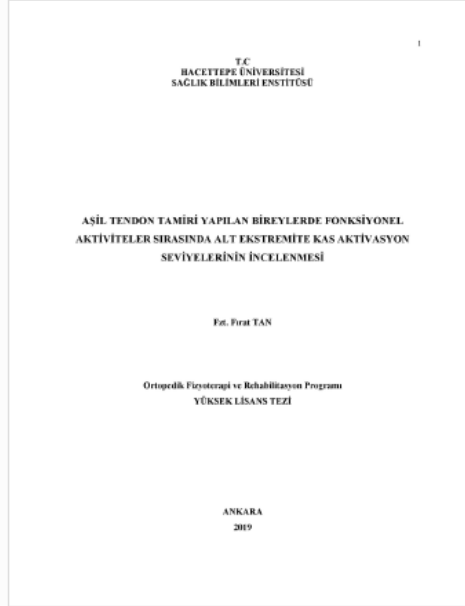 1
T.C
HACETTEPE ÜNİVERSİTESİ
SAĞLIK BİLİMLERİ ENSTİTÜSÜ
AŞİL TENDON TAMİRİ YAPILAN BİREYLERDE FONKSİYONEL
AKTİVİTELER SIRASINDA ALT EKSTREMİTE KAS AKTİVASYON
SEVİYELERİNİN İNCELENMESİ
Fzt. Fırat TAN
Ortopedik Fizyoterapi ve Rehabilitasyon Programı
YÜKSEK LİSANS TEZİ
ANKARA
2019